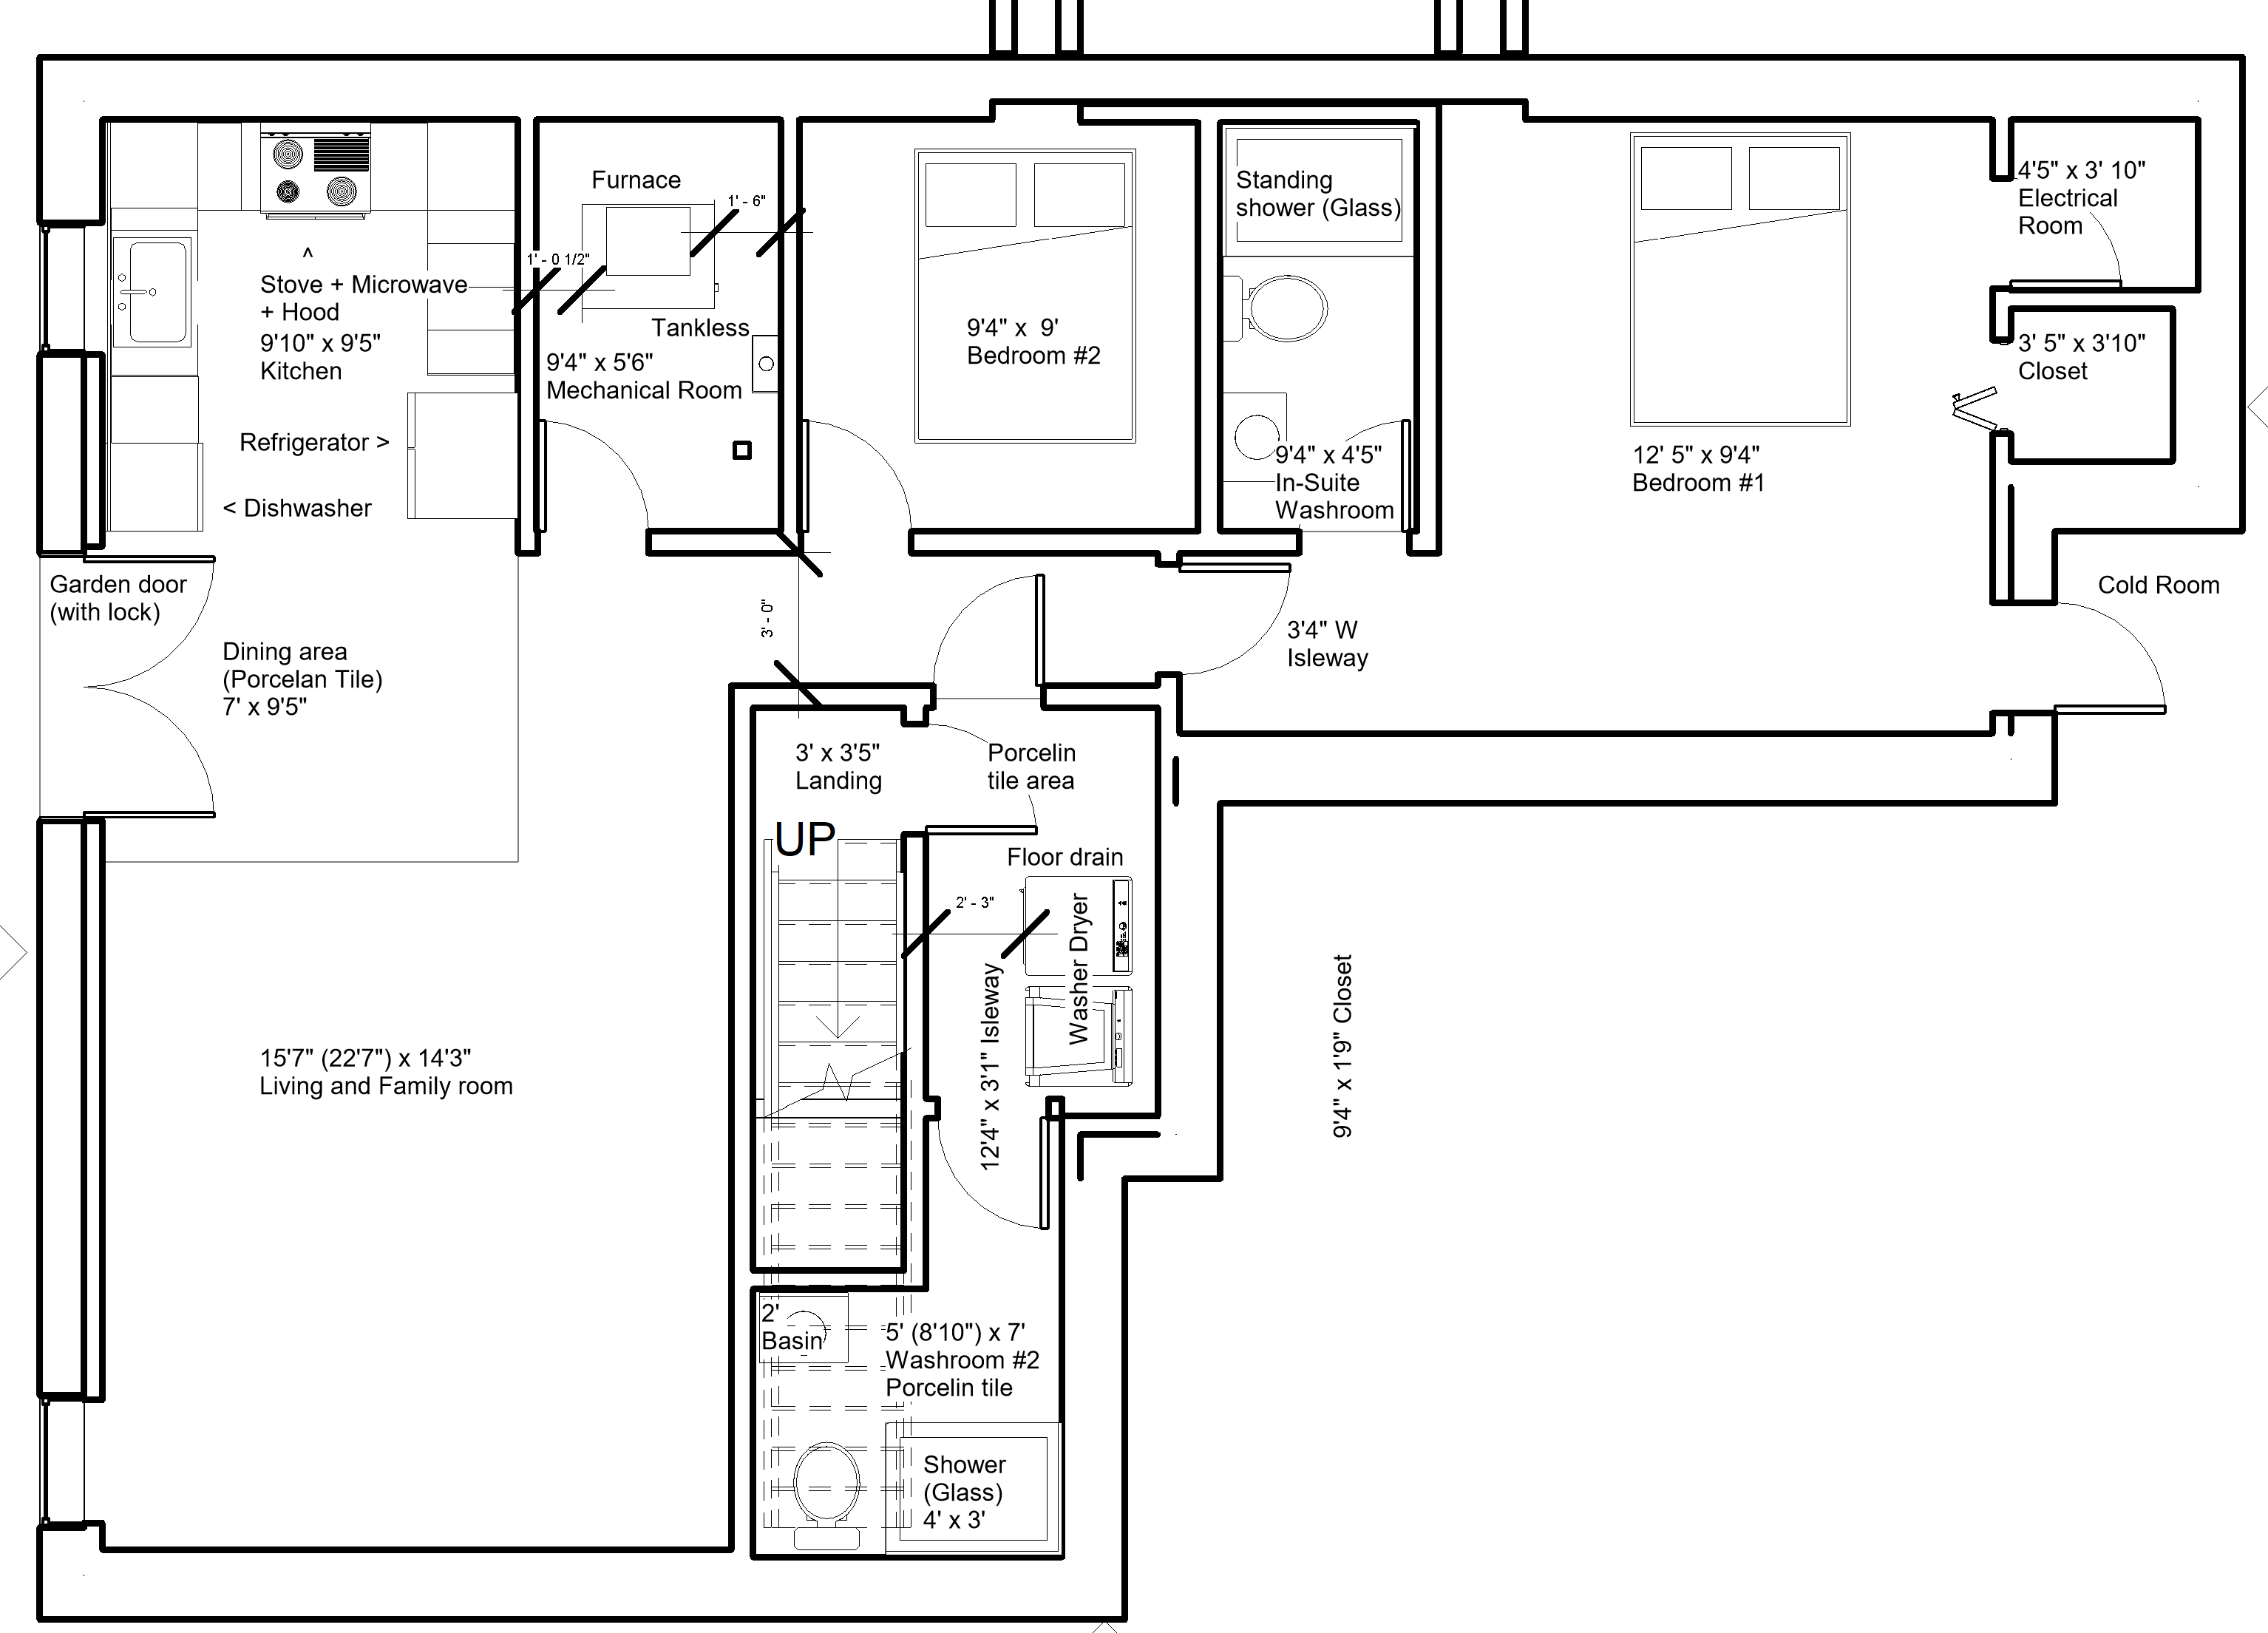 Furnace
1' - 6"
1' - 0 1/2"
^
Stove + Microwave
+ Hood
9'10" x 9'5"
Kitchen
Tankless
9'4" x 5'6"
Mechanical Room
Refrigerator >
< Dishwasher
9'4" x  9'
Bedroom #2
Standing
shower (Glass)
9'4" x 4'5"
In-Suite
Washroom
12' 5" x 9'4"
Bedroom #1
4'5" x 3' 10"
Electrical
Room
3' 5" x 3'10"
Closet
Cold Room
Garden door
(with lock)
Dining area
(Porcelan Tile)
7' x 9'5"
3' - 0"
3'4" W
Isleway
3' x 3'5"
Landing
Porcelin
tile area
UP
Floor drain
2' - 3"
Washer Dryer
12'4" x 3'1" Isleway
9'4" x 1'9" Closet
15'7" (22'7") x 14'3"
Living and Family room
2'
Basin
5' (8'10") x 7'
Washroom #2
Porcelin tile
Shower
(Glass)
4' x 3'